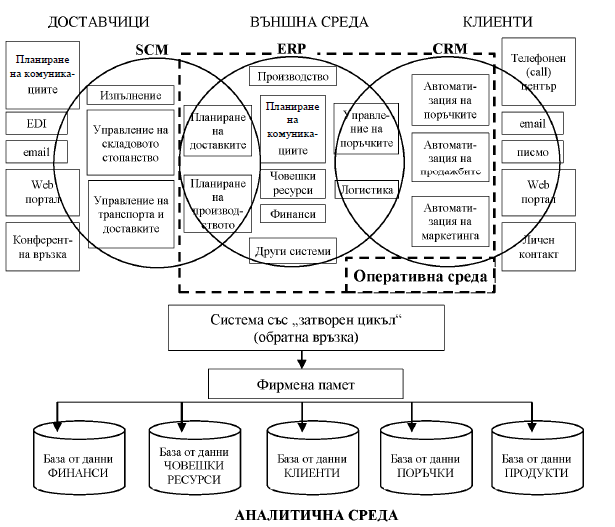 ДОСТАВЧИЦИ
ВЪНШНА СРЕДА
КЛИЕНТИ
SCM
ERP
CRM
Планиране
на комуника-
циите
EDI
email
Web
портал
Конферент-
на връзка
Изпълнение
Управление на
складовото
стопанство
Управление на
транспорта и
доставките
Планиране
на
доставките
Планиране
на
производ-
ството
Производство
Планиране
на
комуника-
циите
Човешки
ресурси
Финанси
Други системи
Управле-
ние на
поръчките
Логистика
Автомати-
зация на
поръчките
Автомати-
зация на
продажбите
Автомати-
зация на
маркетинга
Телефонен
(call)
център
email
писмо
Web
портал
Личен
контакт
Оперативна среда
Система със „затворен цикъл“
(обратна връзка)
Фирмена памет
База от данни
ФИНАНСИ
База от данни
ЧОВЕШКИ
РЕСУРСИ
База от данни
КЛИЕНТИ
База от данни
ПОРЪЧКИ
База от данни
ПРОДУКТИ
АНАЛИТИЧНА СРЕДА